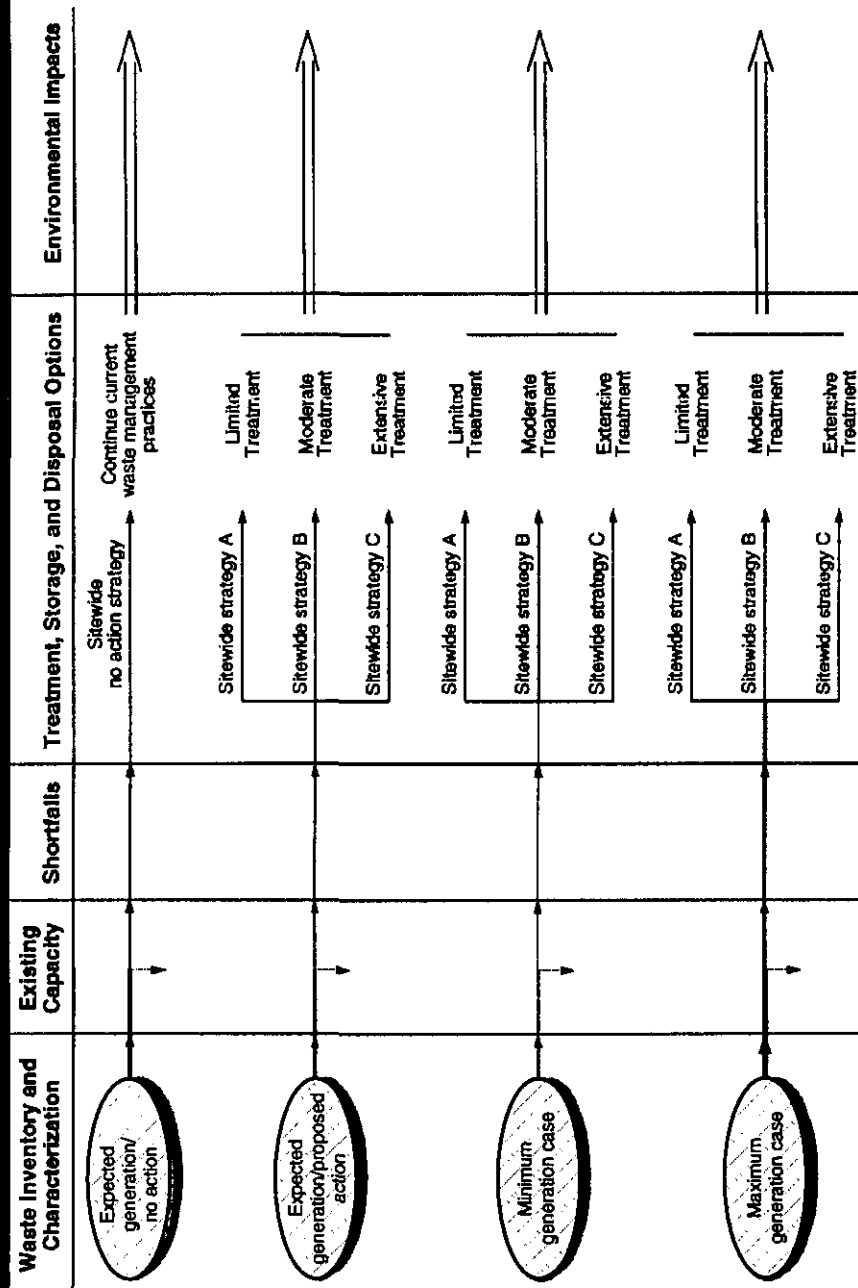 Waste Inventory and
Characterization
Existing
Capacity
Shortfalls
Treatment, Storage, and Disposal Options
Environmental Impacts
Expected
generation/
no action
Sitewide
no action strategy
Continue current
waste management
practices
Expected
generation/proposed
action
Sitewide strategy A
Limited
Treatment
Sitewide strategy B
Moderate
Treatment
Sitewide strategy C
Extensive
Treatment
Minimum
generation case
Sitewide strategy A
Limited
Treatment
Sitewide strategy B
Moderate
Treatment
Sitewide strategy C
Extensive
Treatment
Maximum
generation case
Sitewide strategy A
Limited
Treatment
Sitewide strategy B
Moderate
Treatment
Sitewide strategy C
Extensive
Treatment